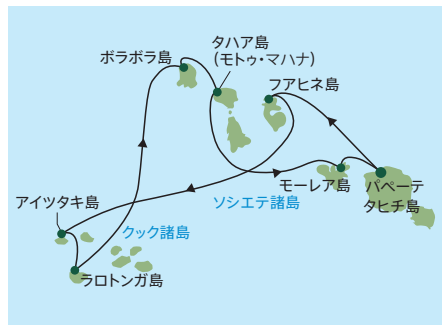 タハア島
(モトゥ・マハナ)
ボラボラ島
フアヒネ島
モーレア島
パペーテ
タヒチ島
アイツタキ島
ソシエテ諸島
クック諸島
ラロトンガ島